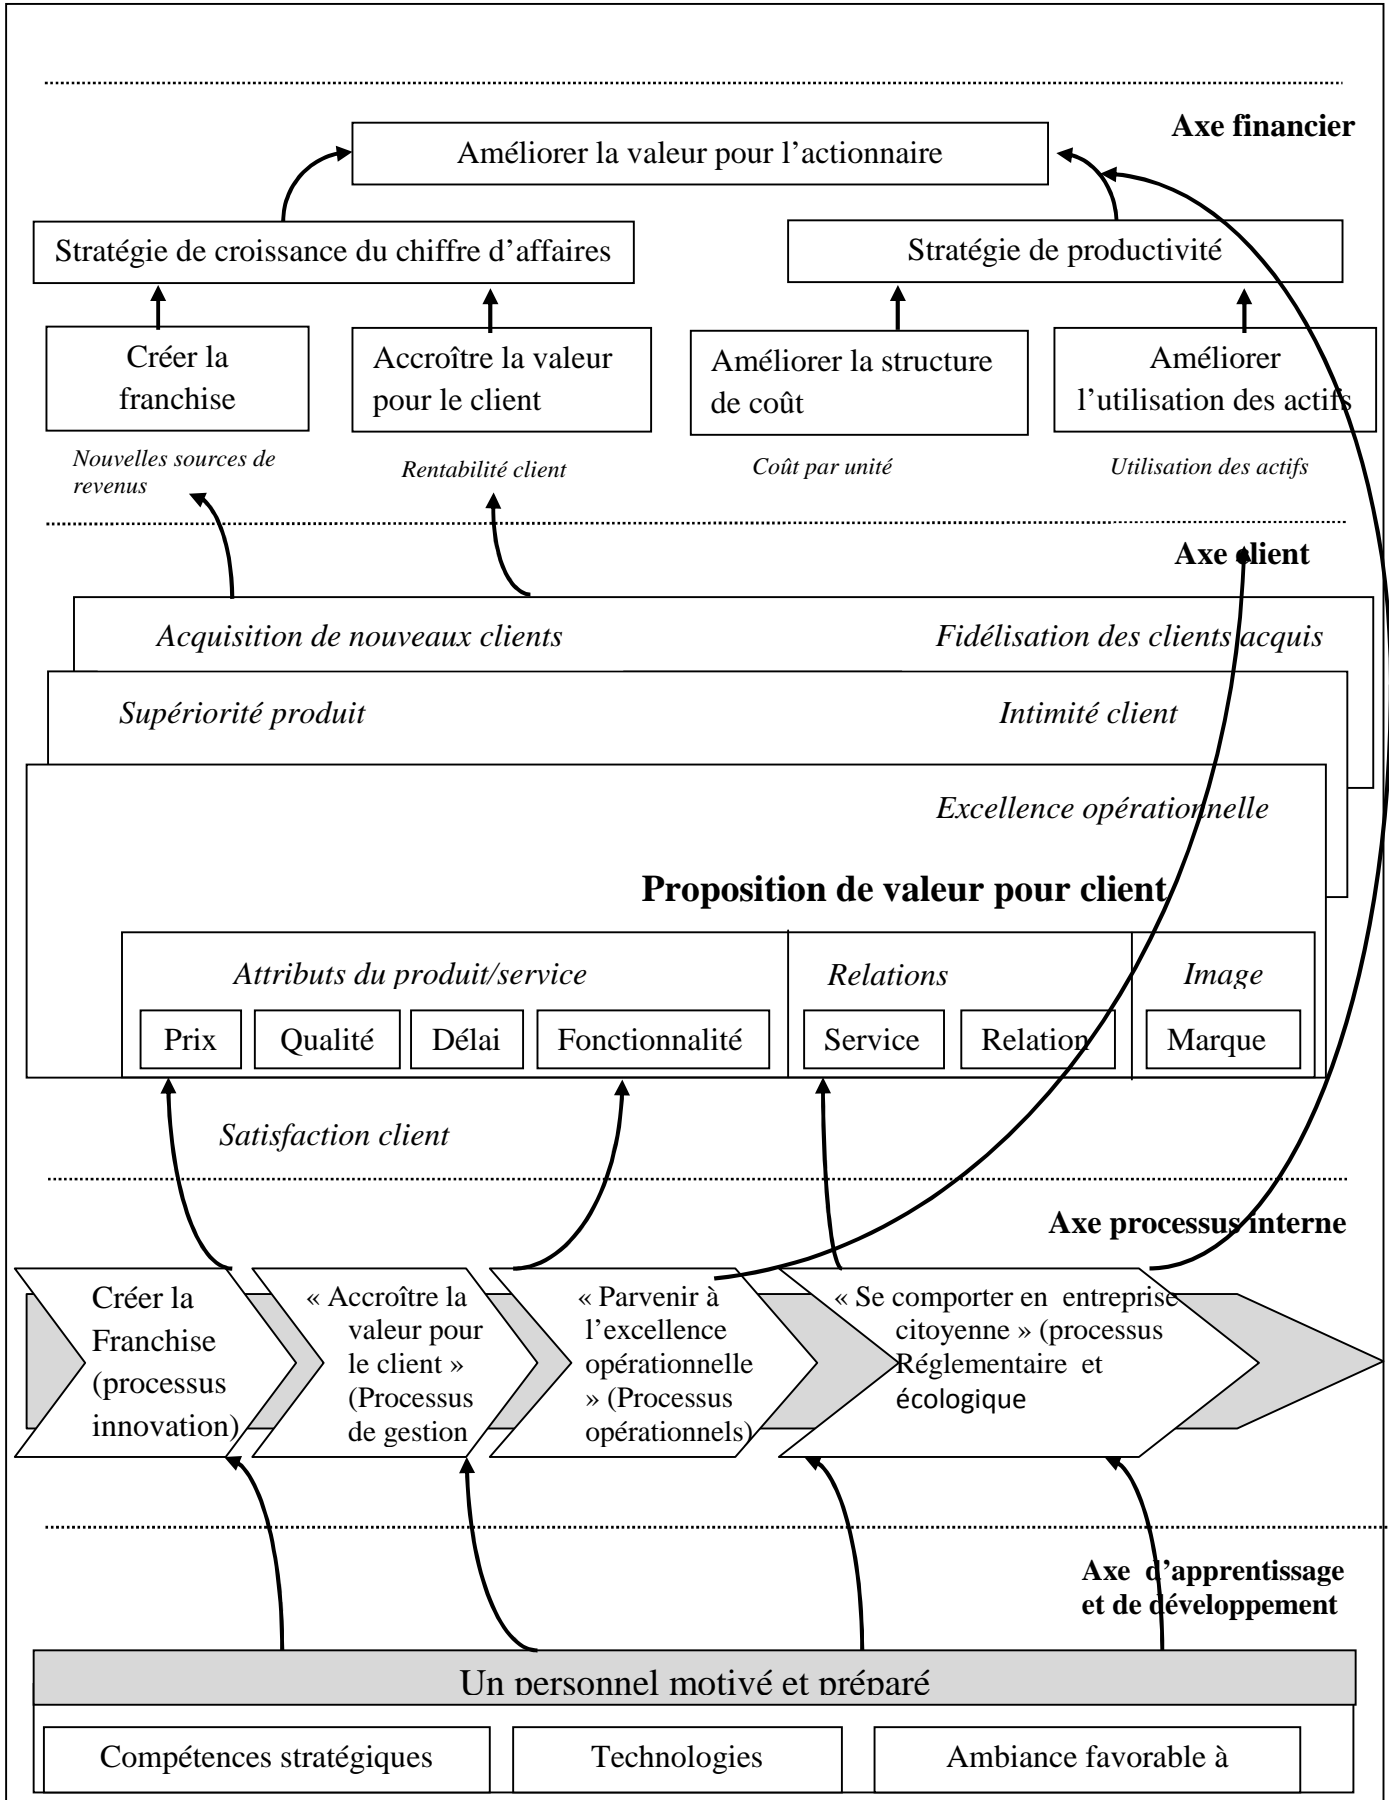 Axe financier
Améliorer la valeur pour l’actionnaire
Stratégie de croissance du chiffre d’affaires
Stratégie de productivité
Créer la
franchise
Accroître la valeur
pour le client
Améliorer la structure
de coût
Améliorer
l’utilisation des actifs
Nouvelles sources de
revenus
Rentabilité client
Coût par unité
Utilisation des actifs
Axe client
Acquisition de nouveaux clients
Fidélisation des clients acquis
Supériorité produit
Intimité client
Excellence opérationnelle
Proposition de valeur pour client
Attributs du produit/service
Relations
Image
Prix
Qualité
Délai
Fonctionnalité
Service
Relation
Marque
Satisfaction client
Axe processus interne
Créer la
Franchise
(processus
innovation)
« Accroître la
valeur pour
le client »
(Processus
de gestion
« Parvenir à
l’excellence
opérationnelle
» (Processus
opérationnels)
« Se comporter en entreprise
citoyenne » (processus
Réglementaire et
écologique
Axe d’apprentissage
et de développement
Un personnel motivé et préparé
Compétences stratégiques
Technologies
Ambiance favorable à